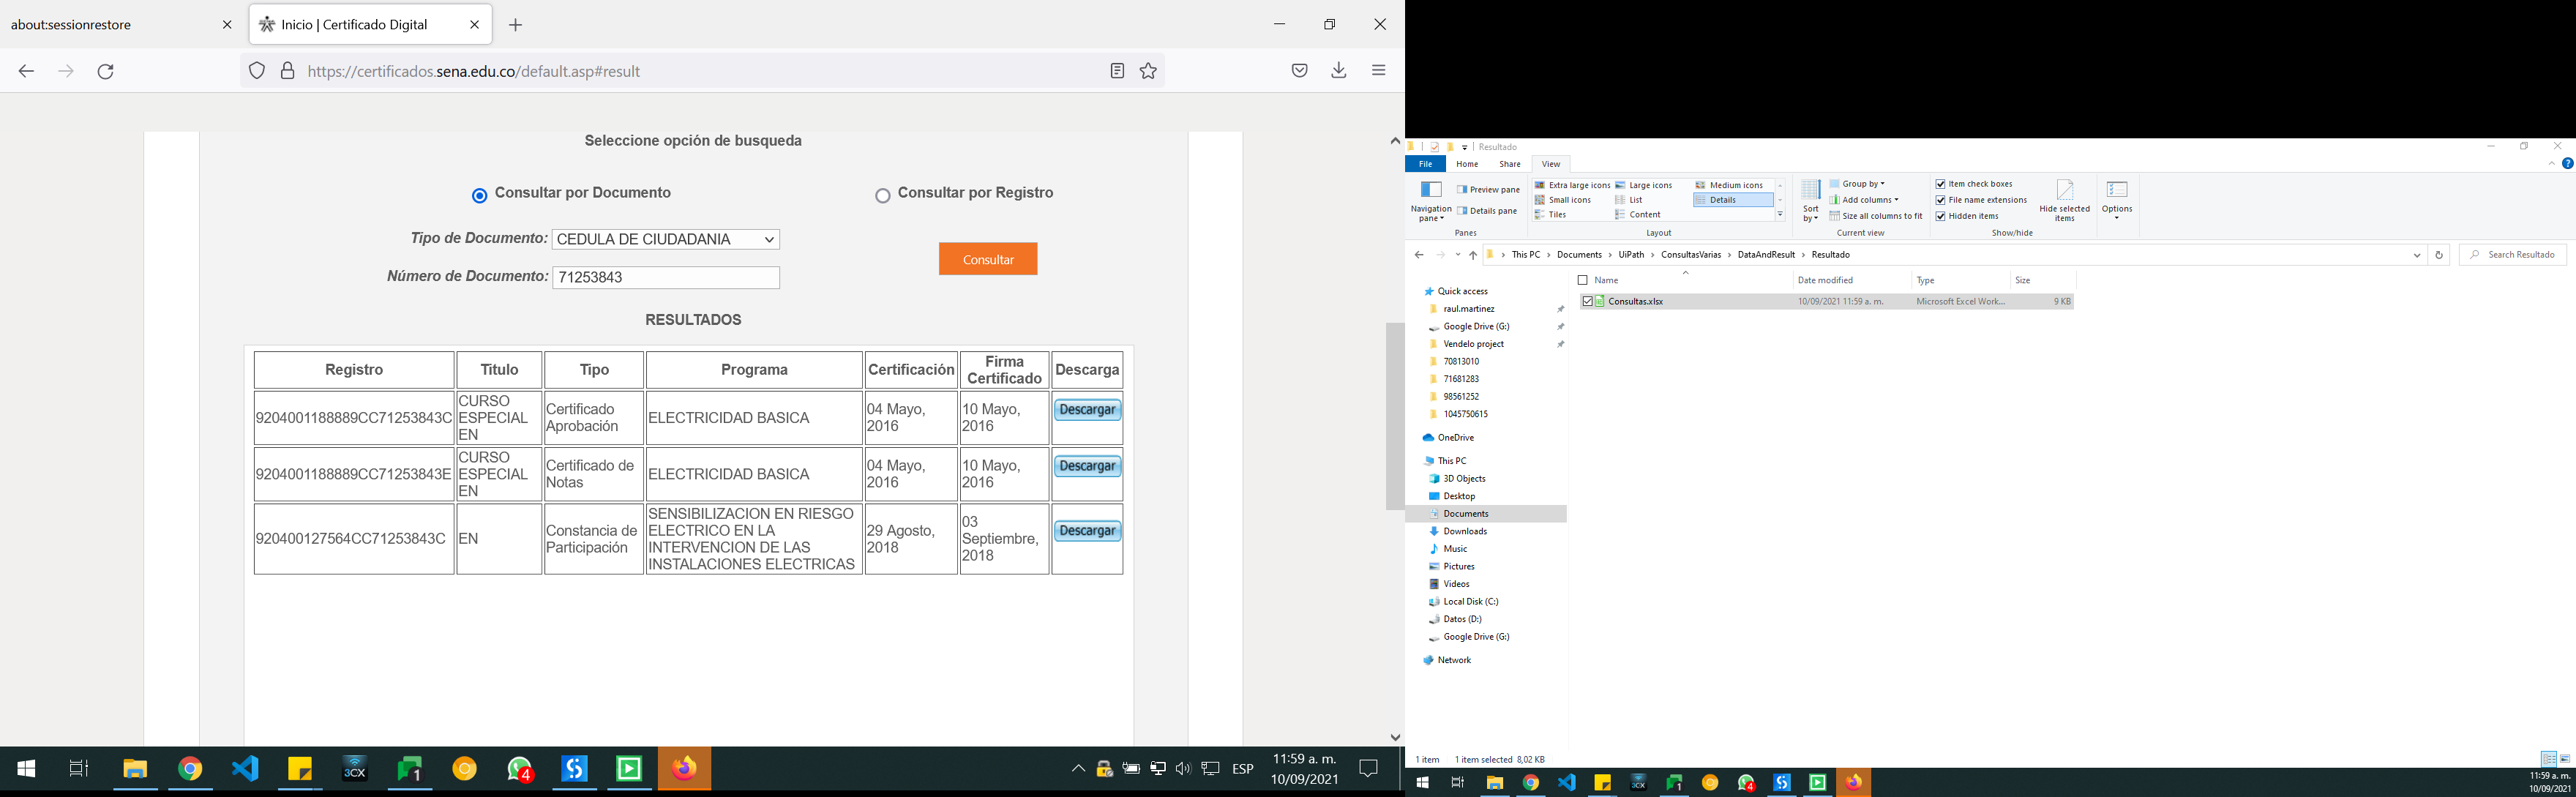 about:sessionrestore
Inicio | Certificado Digital
https://certificados.sena.edu.co/default.asp#result
Seleccione opción de busqueda
Consultar por Documento
Consultar por Registro
Tipo de Documento: CEDULA DE CIUDADANIA
Número de Documento: 71253843
Consultar
RESULTADOS
Registro Titulo Tipo Programa Certificación Firma Certificado Descarga
9204001188889CC71253843C CURSO ESPECIAL EN Certificado Aprobación ELECTRICIDAD BASICA 04 Mayo, 2016 10 Mayo, 2016 Descargar
9204001188889CC71253843E CURSO ESPECIAL EN Certificado de Notas ELECTRICIDAD BASICA 04 Mayo, 2016 10 Mayo, 2016 Descargar
920400127564CC71253843C EN Constancia de Participación SENSIBILIZACION EN RIESGO ELECTRICO EN LA INTERVENCION DE LAS INSTALACIONES ELECTRICAS 29 Agosto, 2018 03 Septiembre, 2018 Descargar
3CX 1 4 ESP
11:59 a. m.
10/09/2021
Resultado
File Home Share View
Navigation pane
Preview pane
Details pane
Panes
Extra large icons Large icons Medium icons
Small icons List Details
Tiles Content
Layout
Sort by
Group by
Add columns
Size all columns to fit
Current view
Item check boxes
File name extensions
Hidden items
Hide selected items
Show/hide
Options
This PC > Documents > UiPath > ConsultasVarias > DataAndResult > Resultado
Search Resultado
Quick access
raul.martinez
Google Drive (G:)
Vendelo project
70813010
71681283
98561252
1045750615
OneDrive
This PC
3D Objects
Desktop
Documents
Downloads
Music
Pictures
Videos
Local Disk (C:)
Datos (D:)
Google Drive (G:)
Network
Name Date modified Type Size
Consultas.xlsx 10/09/2021 11:59 a. m. Microsoft Excel Work... 9 KB
1 item 1 item selected 8,02 KB
3CX 1 4
11:59 a. m.
10/09/2021